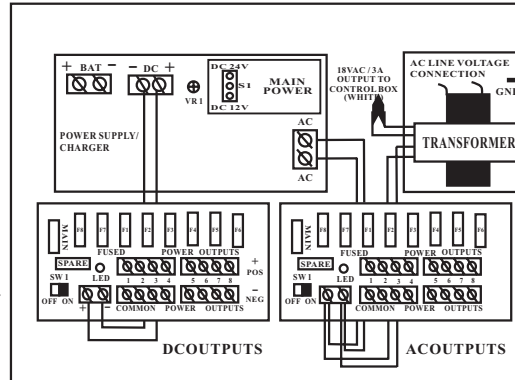 + BAT - - DC +
DC 24V
S1
DC 12V
VR 1
MAIN
POWER
POWER SUPPLY/
CHARGER
AC
AC
18VAC / 3A
OUTPUT TO
CONTROL BOX
(WHITE)
AC LINE VOLTAGE
CONNECTION
GN
TRANSFORMER
MAIN
F8 F7 F1 F2 F3 F4 F5 F6
FUSED POWER OUTPUTS
SPARE
LED
+
POS
SW 1
OFF ON
1 2 3 4 5 6 7 8
-
NEG
+ -
COMMON POWER OUTPUTS
DCOUTPUTS
MAIN
F8 F7 F1 F2 F3 F4 F5 F6
FUSED POWER OUTPUTS
SPARE
LED
SW 1
OFF ON
1 2 3 4 5 6 7 8
COMMON POWER OUTPUTS
ACOUTPUTS